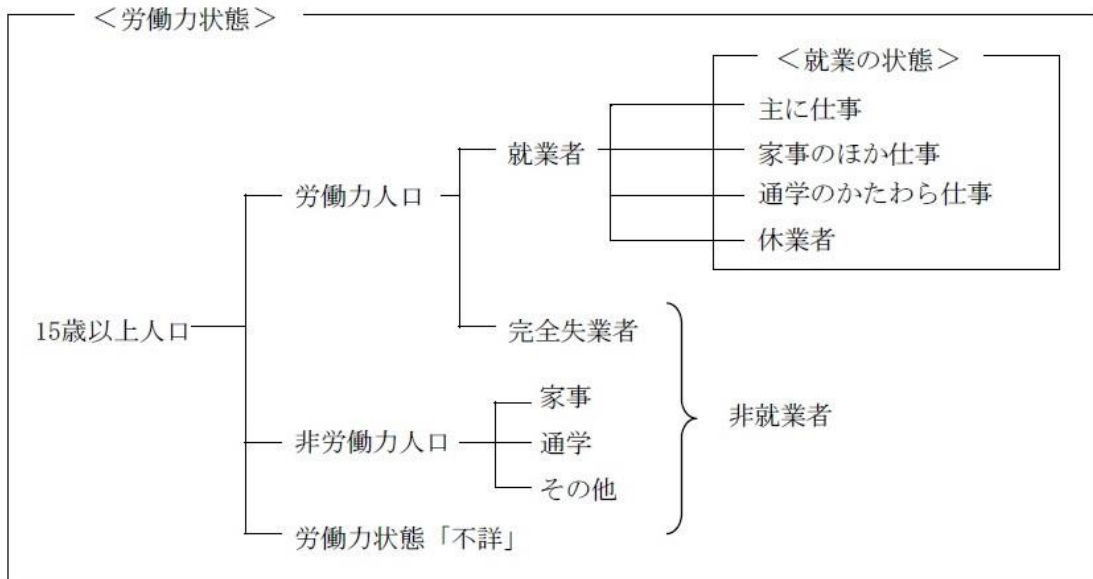 ＜労働力状態＞
＜就業の状態＞
主に仕事
就業者
家事のほか仕事
労働力人口
通学のかたわら仕事
休業者
15歳以上人口
完全失業者
家事
非就業者
非労働力人口
通学
その他
労働力状態「不詳」